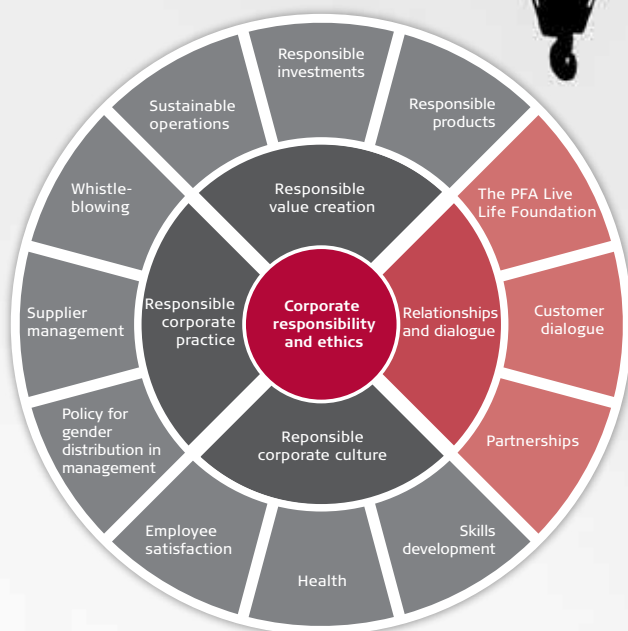 Responsible
investments
Responsible
products
Sustainable
operations
Whistle-
blowing
Supplier
management
Policy for
gender
distribution in
management
Employee
satisfaction
Health
Skills
development
Partnerships
Customer
dialogue
The PFA Live
Life Foundation
Responsible
value creation
Responsible
corporate
practice
Corporate
responsibility
and ethics
Relationships
and dialogue
Reponsible
corporate culture